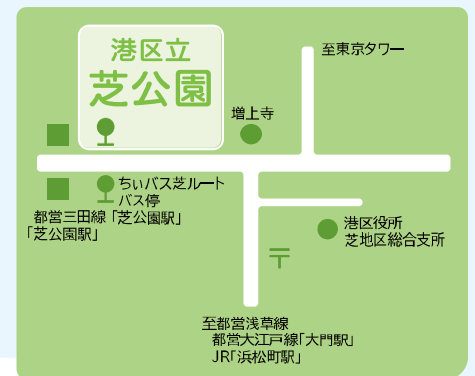 港区立
芝公園
至東京タワー
増上寺
ちぃバス芝ルート
バス停
「芝公園駅」
都営三田線
「芝公園駅」
港区役所
芝地区総合支所
〒
至都営浅草線
都営大江戸線「大門駅」
JR「浜松町駅」